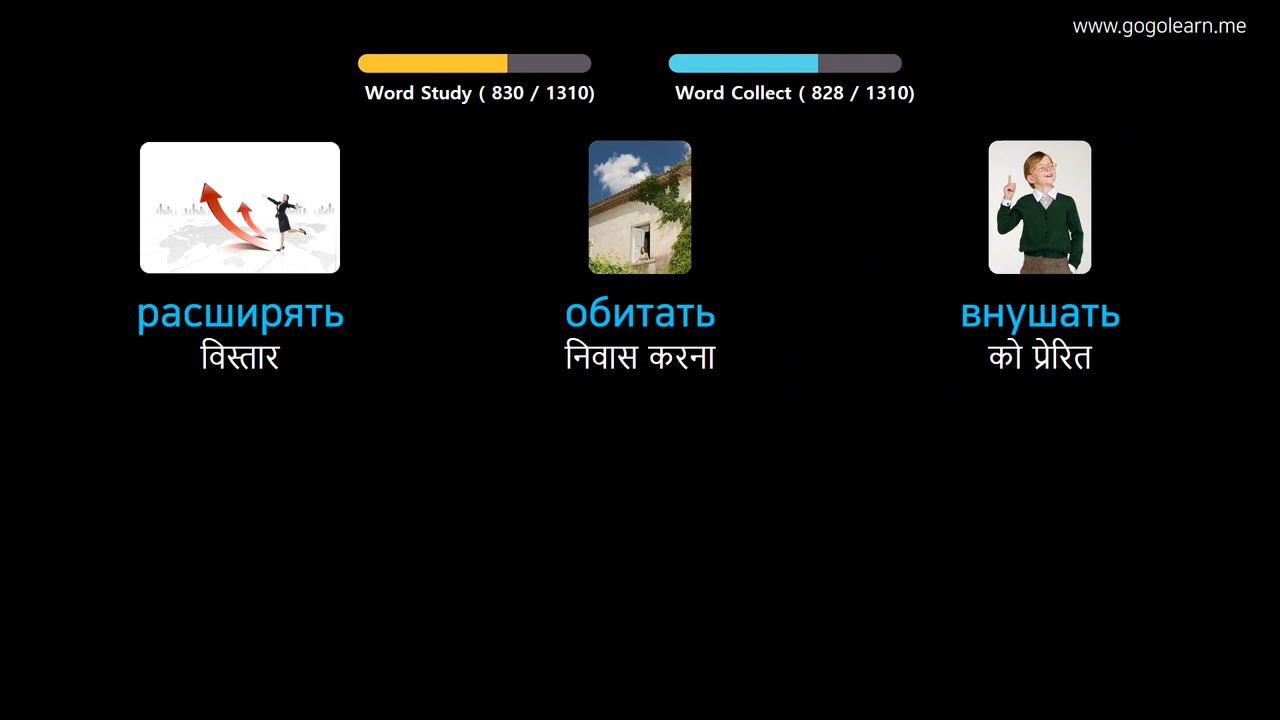 www.gogolearn.me
Word Study ( 830 / 1310)
Word Collect ( 828 / 1310)
расширять
विस्तार
обитать
निवास करना
внушать
को प्रेरित